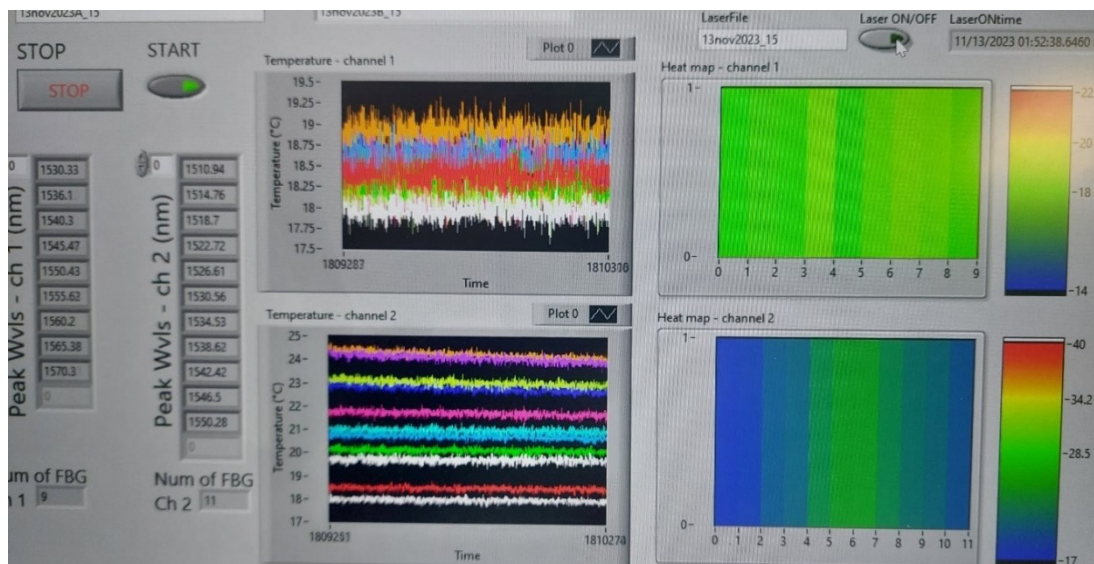 13nov2023A_15
13nov2023B_15
LaserFile
Laser ON/OFF
LaserONtime
13nov2023_15
11/13/2023 01:52:38.6460
STOP
START
STOP
Plot 0
Temperature - channel 1
19.5-
19.25-
19-
18.75-
18.5-
18.25-
18-
17.75-
17.5-
Temperature (°C)
1809287
1810306
Time
Heat map - channel 1
1-
0-
0 1 2 3 4 5 6 7 8 9
-22
-20
-18
-14
Peak Wvls - ch 1 (nm)
0
1530.33
1536.1
1540.3
1545.47
1550.43
1555.62
1560.2
1565.38
1570.3
0
Peak Wvls - ch 2 (nm)
0
1510.94
1514.76
1518.7
1522.72
1526.61
1530.56
1534.53
1538.62
1542.42
1546.5
1550.28
0
um of FBG
1 9
Num of FBG
Ch 2 11
Plot 0
Temperature - channel 2
25-
24-
23-
22-
21-
20-
19-
18-
17-
Temperature (°C)
1810274
Time
Heat map - channel 2
1-
0-
0 1 2 3 4 5 6 7 8 9 10 11
-40
-34.2
-28.5
-17